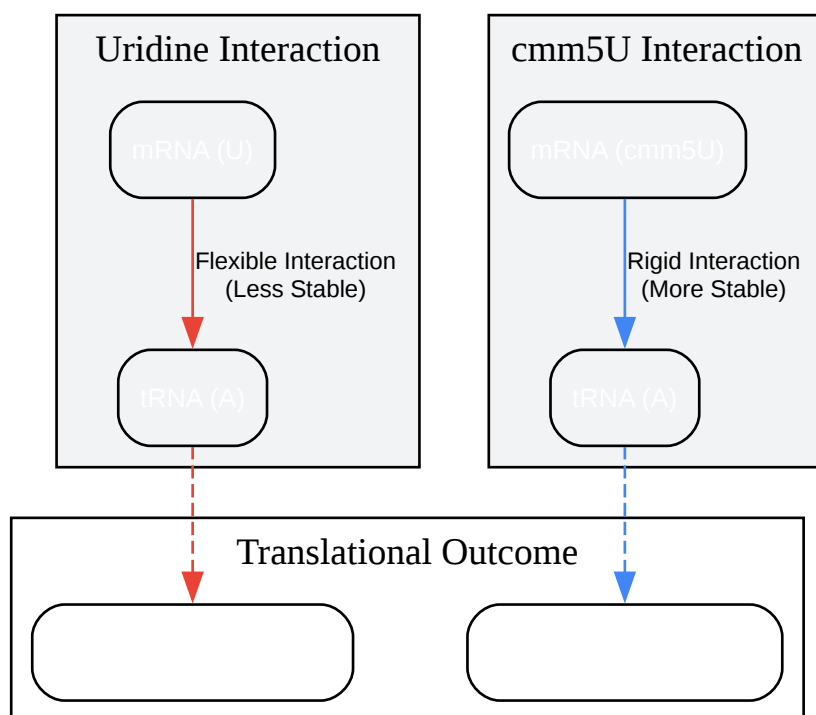 Uridine Interaction
cmm5U Interaction
mRNA (U)
mRNA (cmm5U)
Flexible Interaction
(Less Stable)
Rigid Interaction
(More Stable)
tRNA (A)
tRNA (A)
Translational Outcome